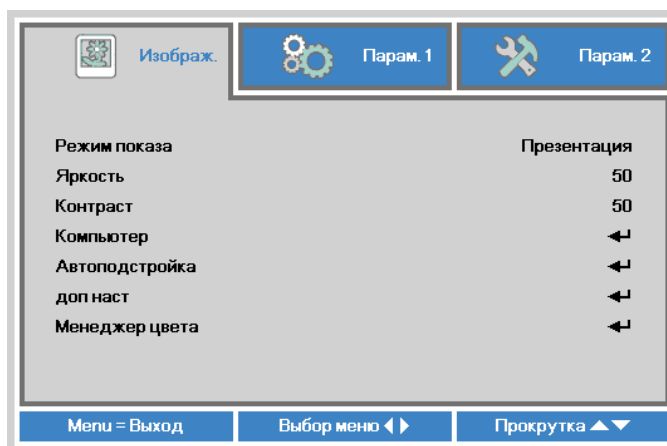 Изображ. Парам. 1 Парам. 2
Режим показа Презентация
Яркость 50
Контраст 50
Компьютер
Автоподстройка
доп наст
Менеджер цвета
Menu = Выход Выбор меню Прокрутка